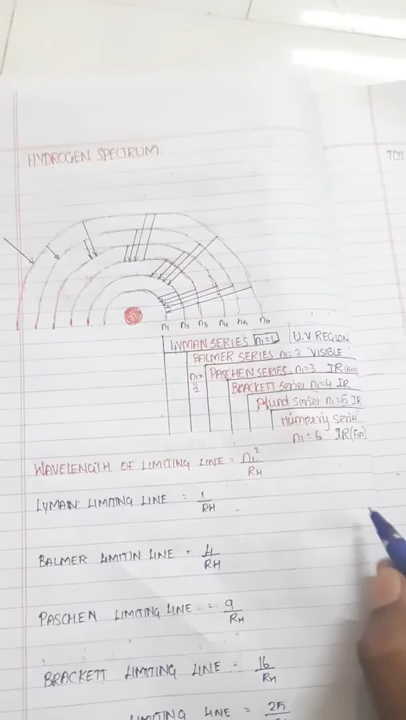 HYDROGEN SPECTRUM.
n₁ n₂ n₃ n₄ n₅ n₆
LYMAN SERIES n₁=1 U.V REGION
BALMER SERIES n₁=2 VISIBLE
PASCHEN SERIES n₁=3 IR
BRACKETT series n₁=4 IR
Pfund series n₁=5 IR
Humpery series
n₁=6 IR(Far)
WAVELENGTH OF LIMITING LINE = n₁²/RH
LYMAN LIMITING LINE = 1/RH
BALMER LIMITIN LINE = 4/RH
PASCHEN LIMITING LINE = 9/RH
BRACKETT LIMITING LINE = 16/RH
LIMITING LINE = 25